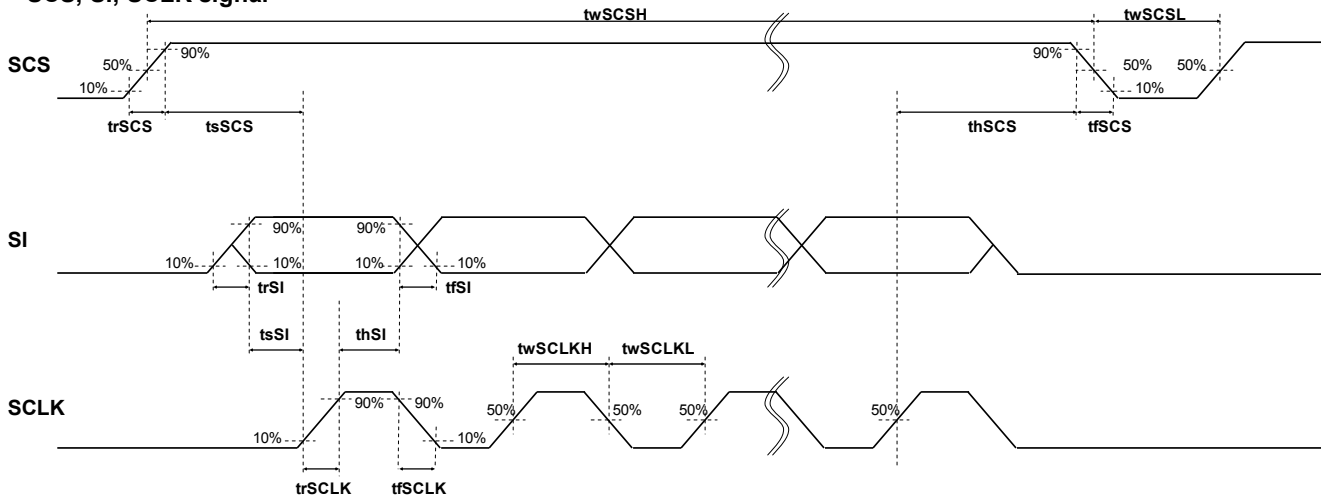 SCS, SI, SCLK signal
twSCSH twSCSL
SCS
90% 90%
50% 50% 50%
10% 10%
trSCS tsSCS thSCS tfSCS
SI
90% 90%
10% 10% 10% 10%
trSI tfSI
tsSI thSI
twSCLKH twSCLKL
SCLK
90% 90% 50% 50% 50% 50%
10% 10%
trSCLK tfSCLK